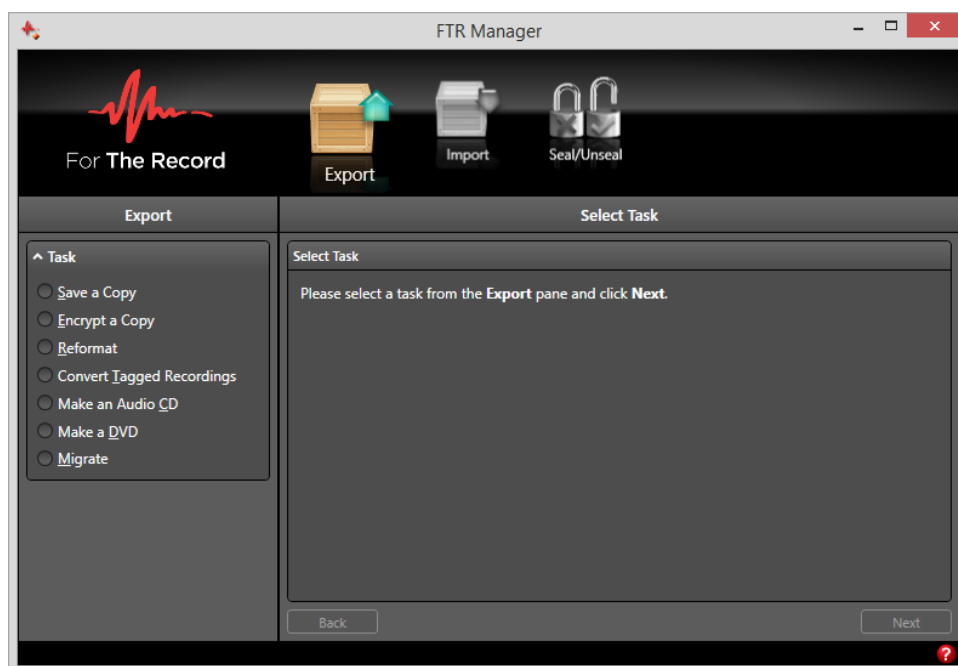 FTR Manager
For The Record
Export
Import
Seal/Unseal
Export
Select Task
Task
Save a Copy
Encrypt a Copy
Reformat
Convert Tagged Recordings
Make an Audio CD
Make a DVD
Migrate
Select Task
Please select a task from the Export pane and click Next.
Back
Next
?